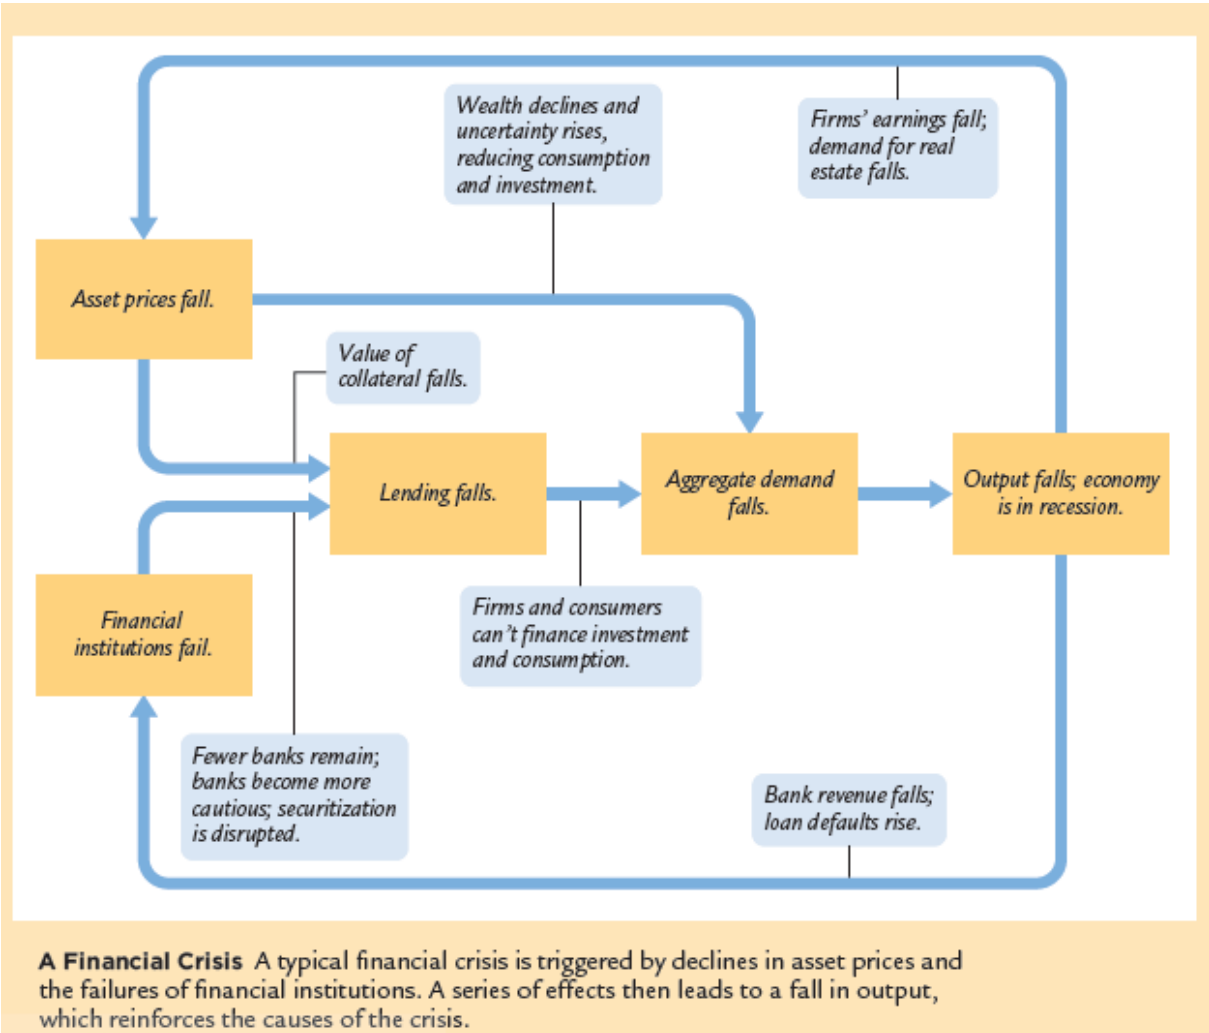 Wealth declines and
uncertainty rises,
reducing consumption
and investment.
Firms' earnings fall;
demand for real
estate falls.
Asset prices fall.
Value of
collateral falls.
Lending falls.
Aggregate demand
falls.
Output falls; economy
is in recession.
Financial
institutions fail.
Firms and consumers
can't finance investment
and consumption.
Fewer banks remain;
banks become more
cautious; securitization
is disrupted.
Bank revenue falls;
loan defaults rise.
A Financial Crisis A typical financial crisis is triggered by declines in asset prices and
the failures of financial institutions. A series of effects then leads to a fall in output,
which reinforces the causes of the crisis.